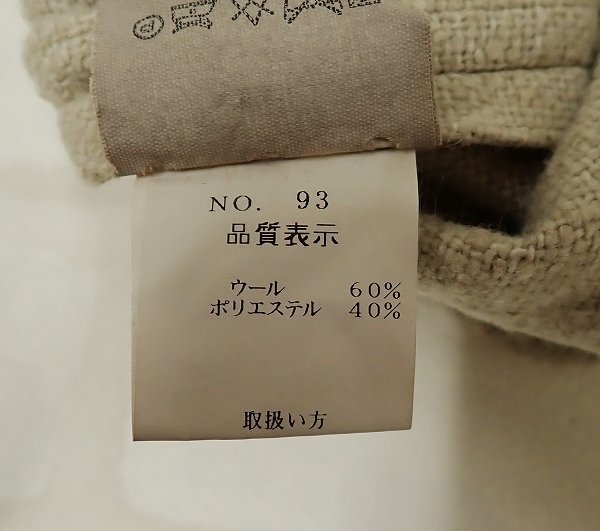 NO. 93
品質表示
ウール 60%
ポリエステル 40%
取扱い方